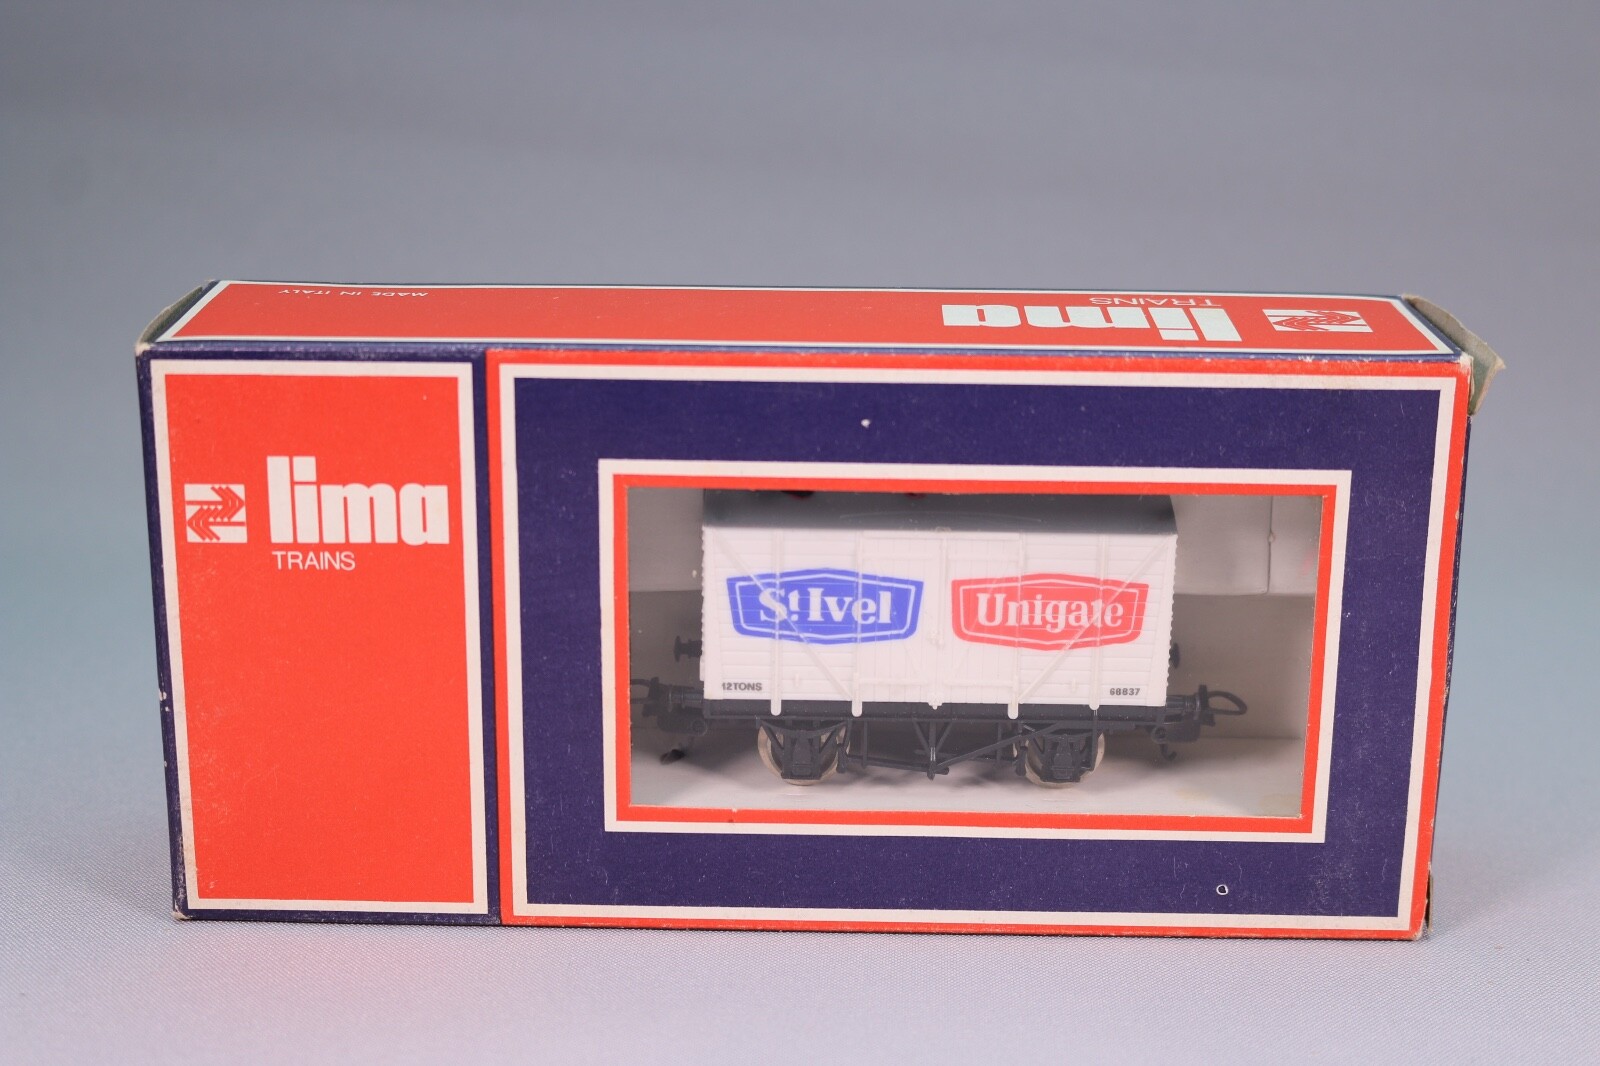 MADE IN ITALY
lima
TRAINS
lima
TRAINS
St Ivel
Unigate
12TONS
68837